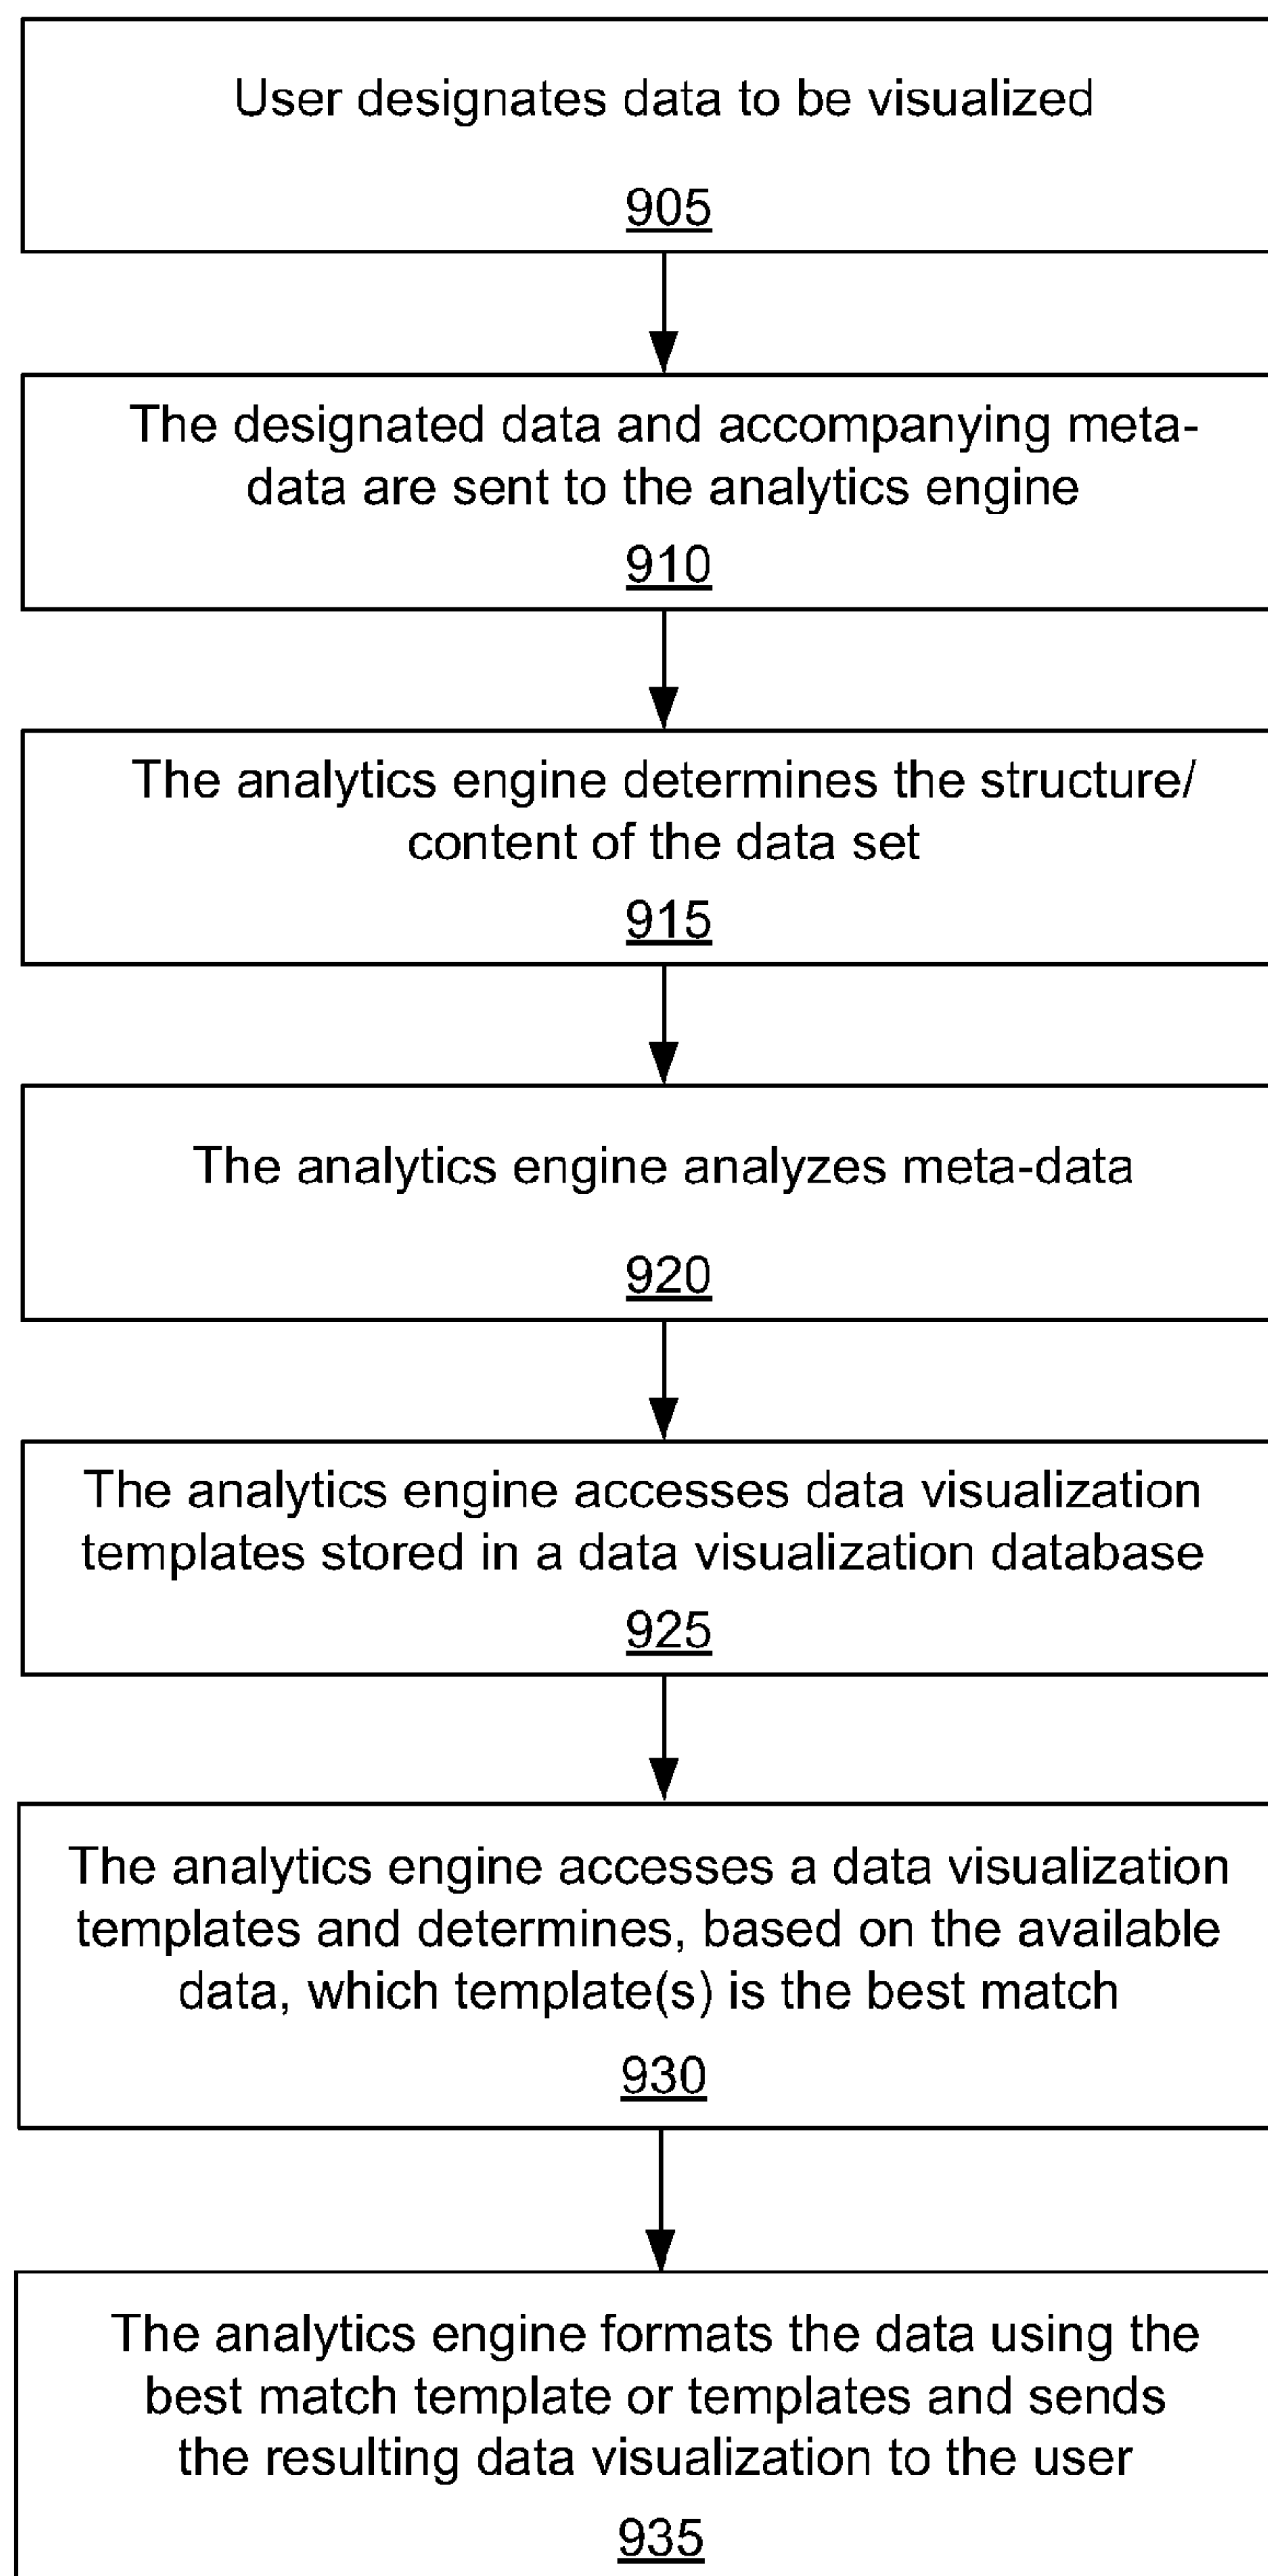 User designates data to be visualized
905
The designated data and accompanying meta-
data are sent to the analytics engine
910
The analytics engine determines the structure/
content of the data set
915
The analytics engine analyzes meta-data
920
The analytics engine accesses data visualization
templates stored in a data visualization database
925
The analytics engine accesses a data visualization
templates and determines, based on the available
data, which template(s) is the best match
930
The analytics engine formats the data using the
best match template or templates and sends
the resulting data visualization to the user
935